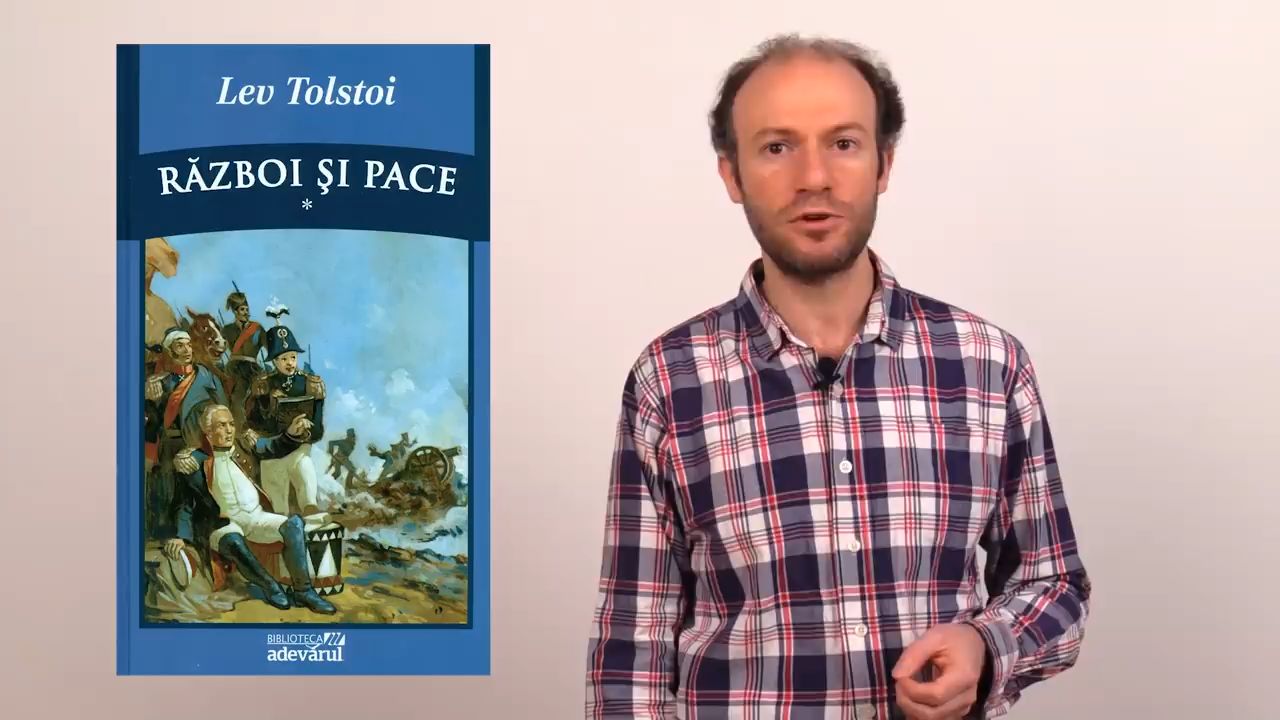 Lev Tolstoi
RĂZBOI ŞI PACE
*
BIBLIOTECA
adevărul